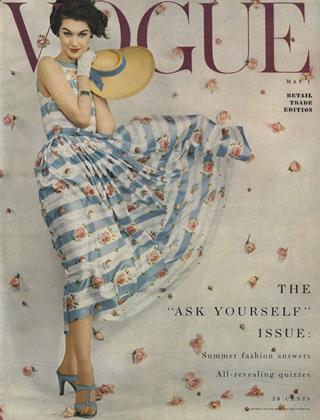 VOGUE
MAY 1
RETAIL
TRADE
EDITION
THE
"ASK YOURSELF"
ISSUE:
Summer fashion answers
All-revealing quizzes
50 CENTS